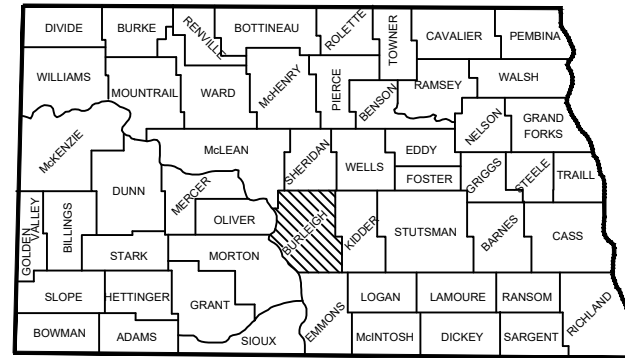 DIVIDE
BURKE
RENVILLE
BOTTINEAU
ROLETTE
TOWNER
CAVALIER
PEMBINA
WILLIAMS
MOUNTRAIL
WARD
McHENRY
PIERCE
BENSON
RAMSEY
WALSH
McKENZIE
McLEAN
SHERIDAN
WELLS
EDDY
FOSTER
NELSON
GRAND
FORKS
GRIGGS
STEELE
TRAILL
DUNN
MERCER
OLIVER
BURLEIGH
KIDDER
STUTSMAN
BARNES
CASS
GOLDEN
VALLEY
BILLINGS
STARK
MORTON
SLOPE
HETTINGER
GRANT
EMMONS
LOGAN
LAMOURE
RANSOM
RICHLAND
BOWMAN
ADAMS
SIOUX
McINTOSH
DICKEY
SARGENT